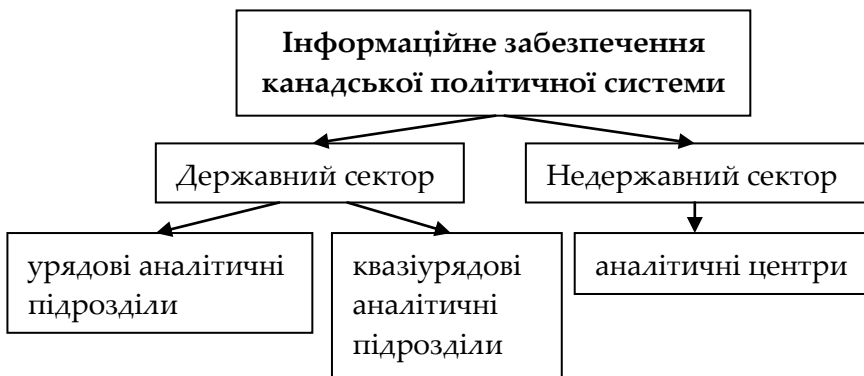 Інформаційне забезпечення
канадської політичної системи
Державний сектор
Недержавний сектор
урядові аналітичні
підрозділи
квазіурядові
аналітичні
підрозділи
аналітичні центри